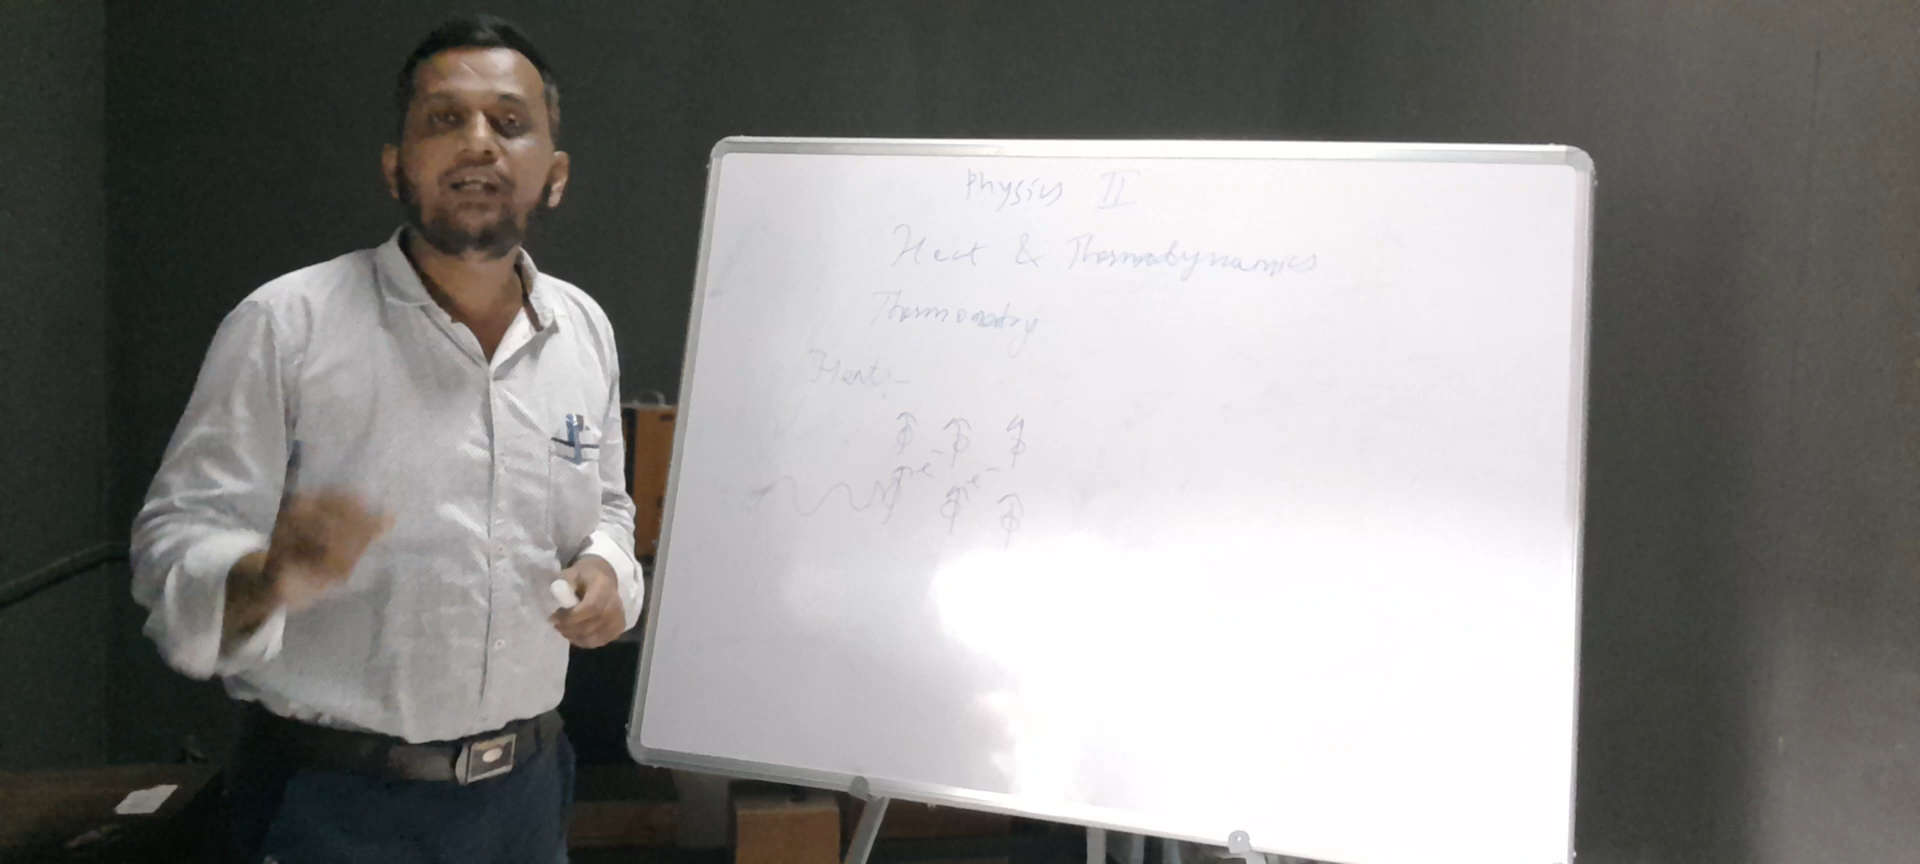 Physics II
Heat & Thermodynamics
Thermometry
Heat:-
e-
e-